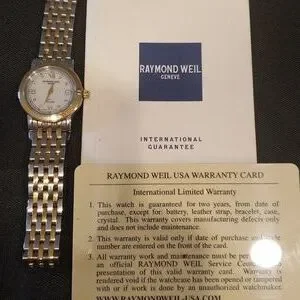 RAYMOND WEIL
GENEVE
INTERNATIONAL
GUARANTEE
RAYMOND WEIL USA WARRANTY CARD
International Limited Warranty
1. This watch is guaranteed for two years, from date of
purchase, except for: battery, leather strap, bracelet, case,
crystal. This warranty covers manufacturing defects only
and does not include maintenance.
2. This warranty is valid only if date of purchase and
number are entered on the front of the card.
3. All warranty work and maintenance must be
an official RAYMOND WEIL Service
presentation of this valid warranty card. Warranty is
rendered void if the watchcase has been opened or tampered
with or if work is done by an unauthorized watchmaker.
WWW.RAYMOND-WEIL-USA.COM